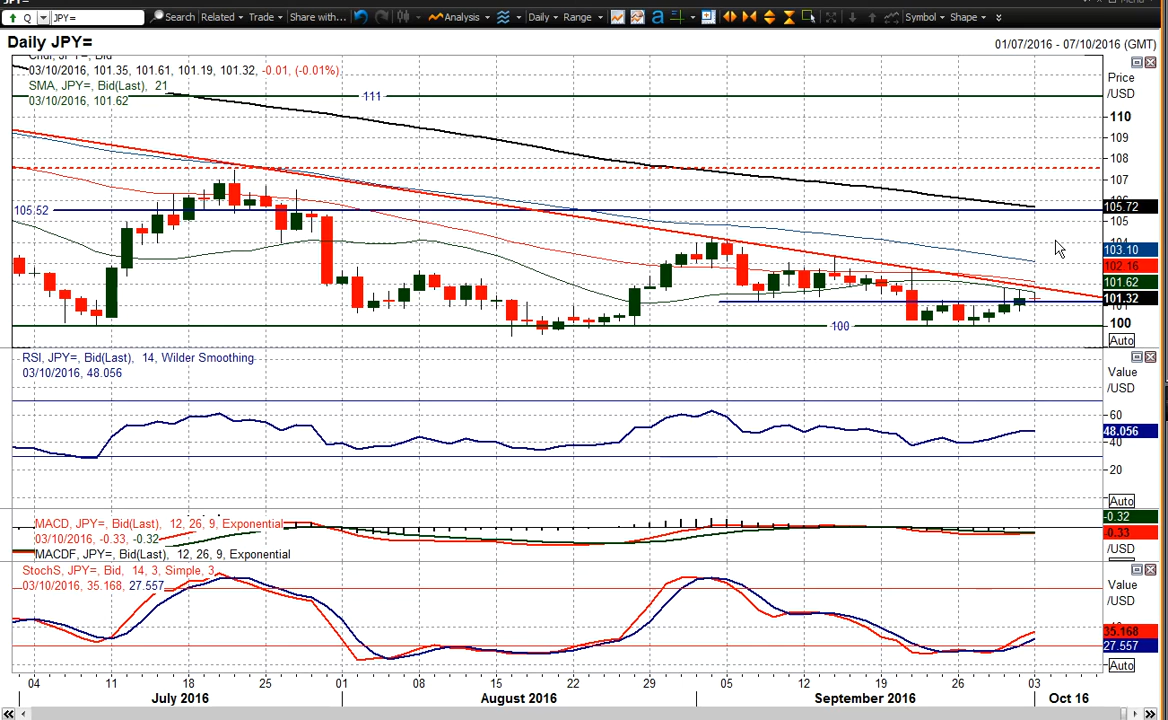 JPY=
Q JPY= Search Related Trade Share with... Analysis Daily Range Symbol Shape
Daily JPY= 01/07/2016 - 07/10/2016 (GMT)
03/10/2016, 101.35, 101.61, 101.19, 101.32, -0.01, (-0.01%)
SMA, JPY=, Bid(Last), 21
03/10/2016, 101.62
Price
/USD
111
110
109
108
107
105.72
105.52
105
104
103.10
102.16
101.62
101.32
100
100
Auto
RSI, JPY=, Bid(Last), 14, Wilder Smoothing
03/10/2016, 48.056
Value
/USD
60
48.056
40
20
Auto
MACD, JPY=, Bid(Last), 12, 26, 9, Exponential
03/10/2016, -0.33, -0.32
MACDF, JPY=, Bid(Last), 12, 26, 9, Exponential
-0.32
-0.33
/USD
StochS, JPY=, Bid, 14, 3, Simple, 3
03/10/2016, 35.168, 27.557
Value
/USD
35.168
27.557
Auto
04 11 18 25 01 08 15 22 29 05 12 19 26 03
July 2016 August 2016 September 2016 Oct 16